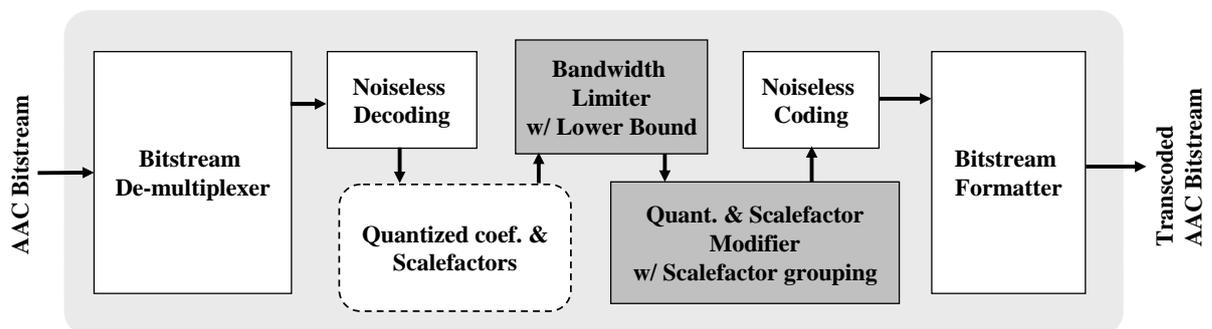 AAC Bitstream
Bitstream
De-multiplexer
Noiseless
Decoding
Quantized coef. &
Scalefactors
Bandwidth
Limiter
w/ Lower Bound
Quant. & Scalefactor
Modifier
w/ Scalefactor grouping
Noiseless
Coding
Bitstream
Formatter
Transcoded
AAC Bitstream